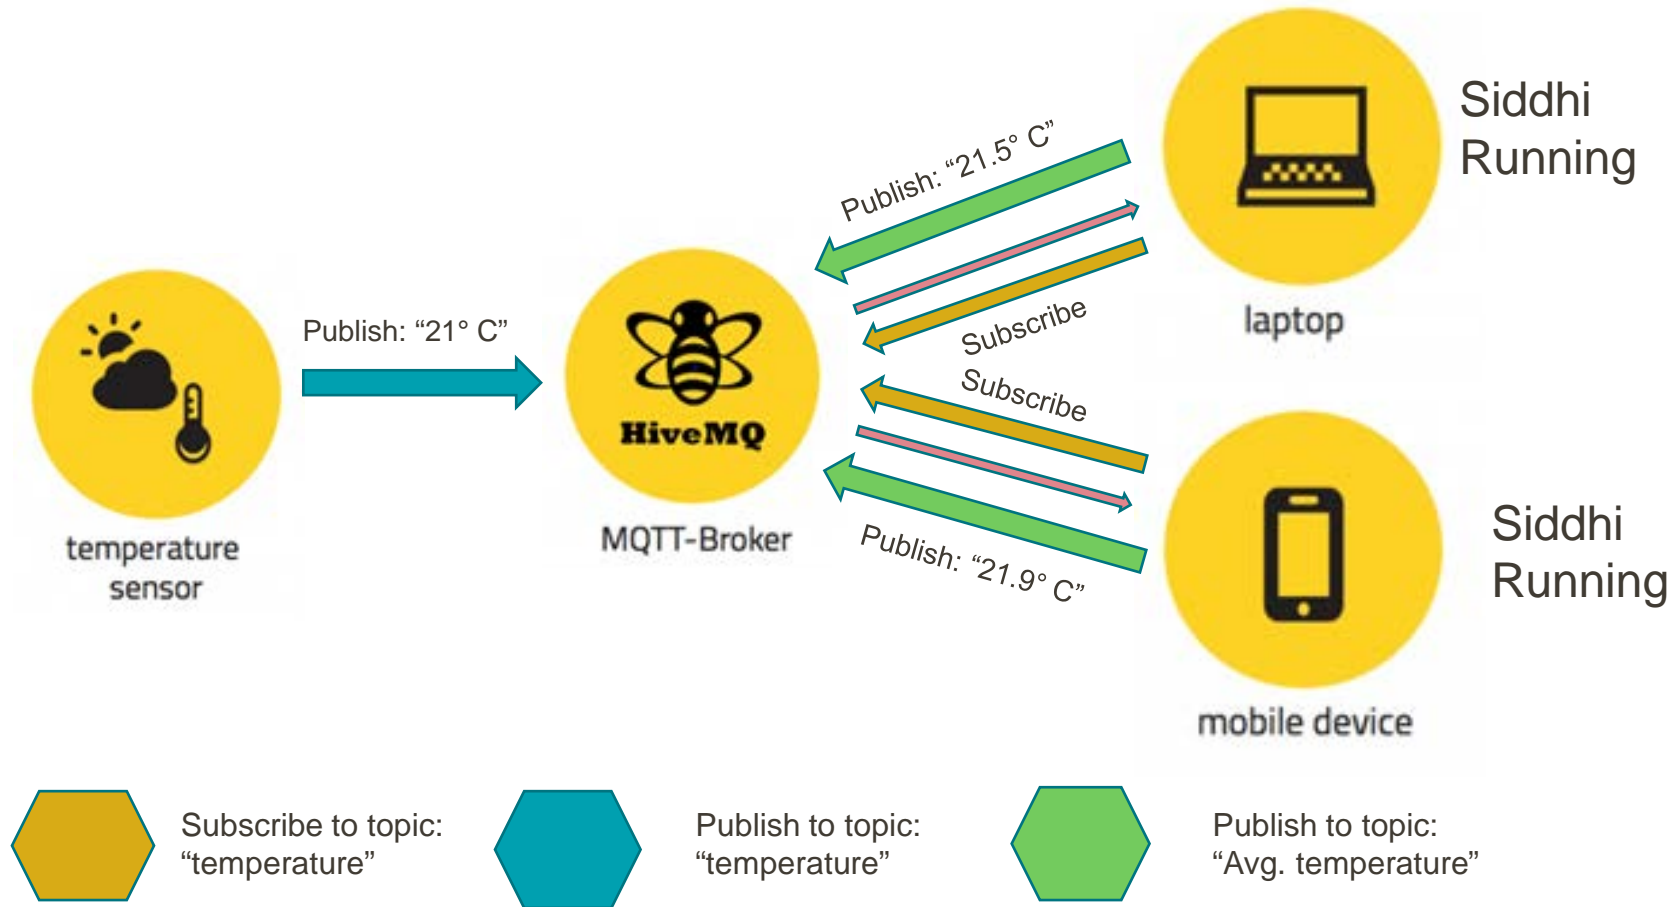 Siddhi
Running
Publish: “21.5° C”
laptop
Subscribe
Publish: “21° C”
HiveMQ
MQTT-Broker
temperature
sensor
Subscribe
Publish: “21.9° C”
Siddhi
Running
mobile device
Subscribe to topic:
“temperature”
Publish to topic:
“temperature”
Publish to topic:
“Avg. temperature”